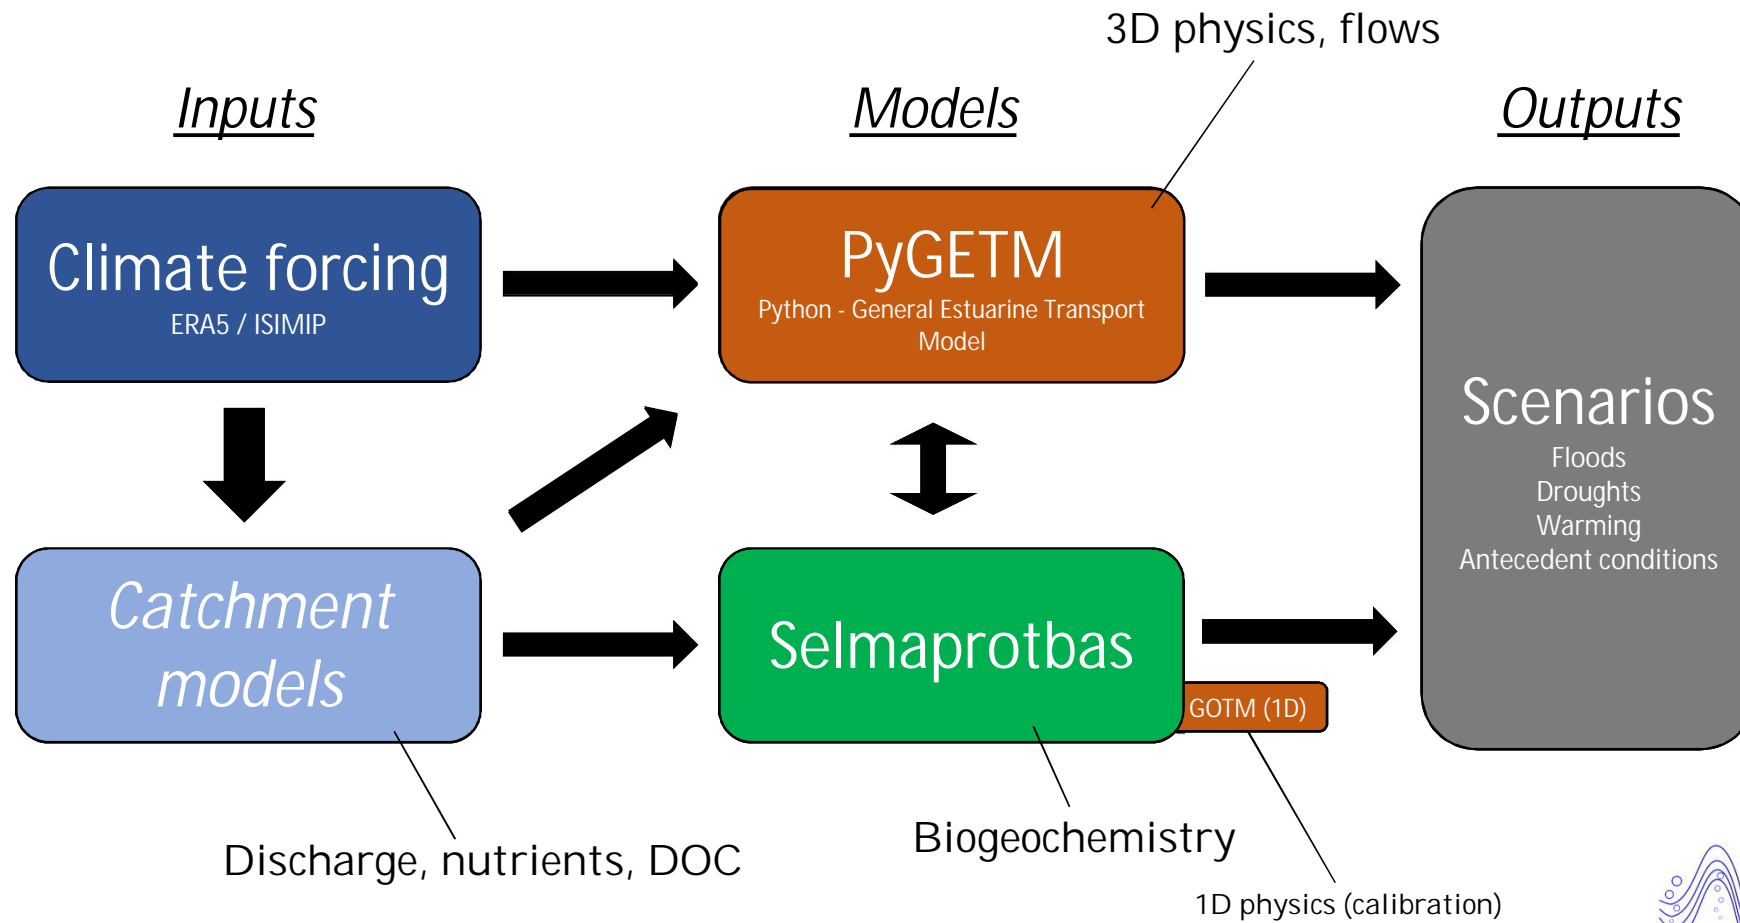 3D physics, flows
Inputs
Models
Outputs
Climate forcing
ERA5 / ISIMIP
PyGETM
Python - General Estuarine Transport
Model
Scenarios
Floods
Droughts
Warming
Antecedent conditions
Catchment
models
Selmaprotbas
GOTM (1D)
Discharge, nutrients, DOC
Biogeochemistry
1D physics (calibration)